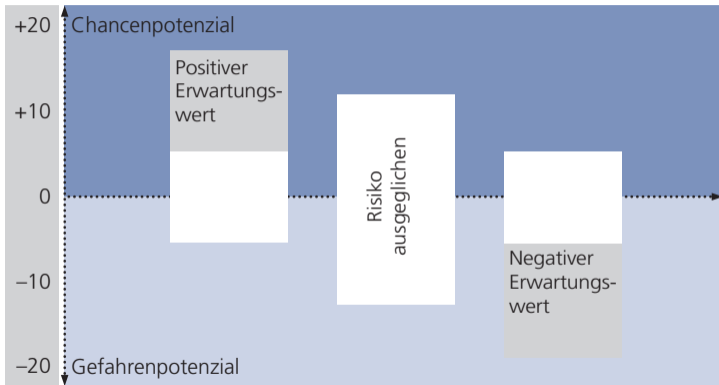 +20
Chancenpotenzial
Positiver
Erwartungs-
wert
+10
Risiko
ausgeglichen
0
Negativer
Erwartungs-
wert
–10
–20
Gefahrenpotenzial